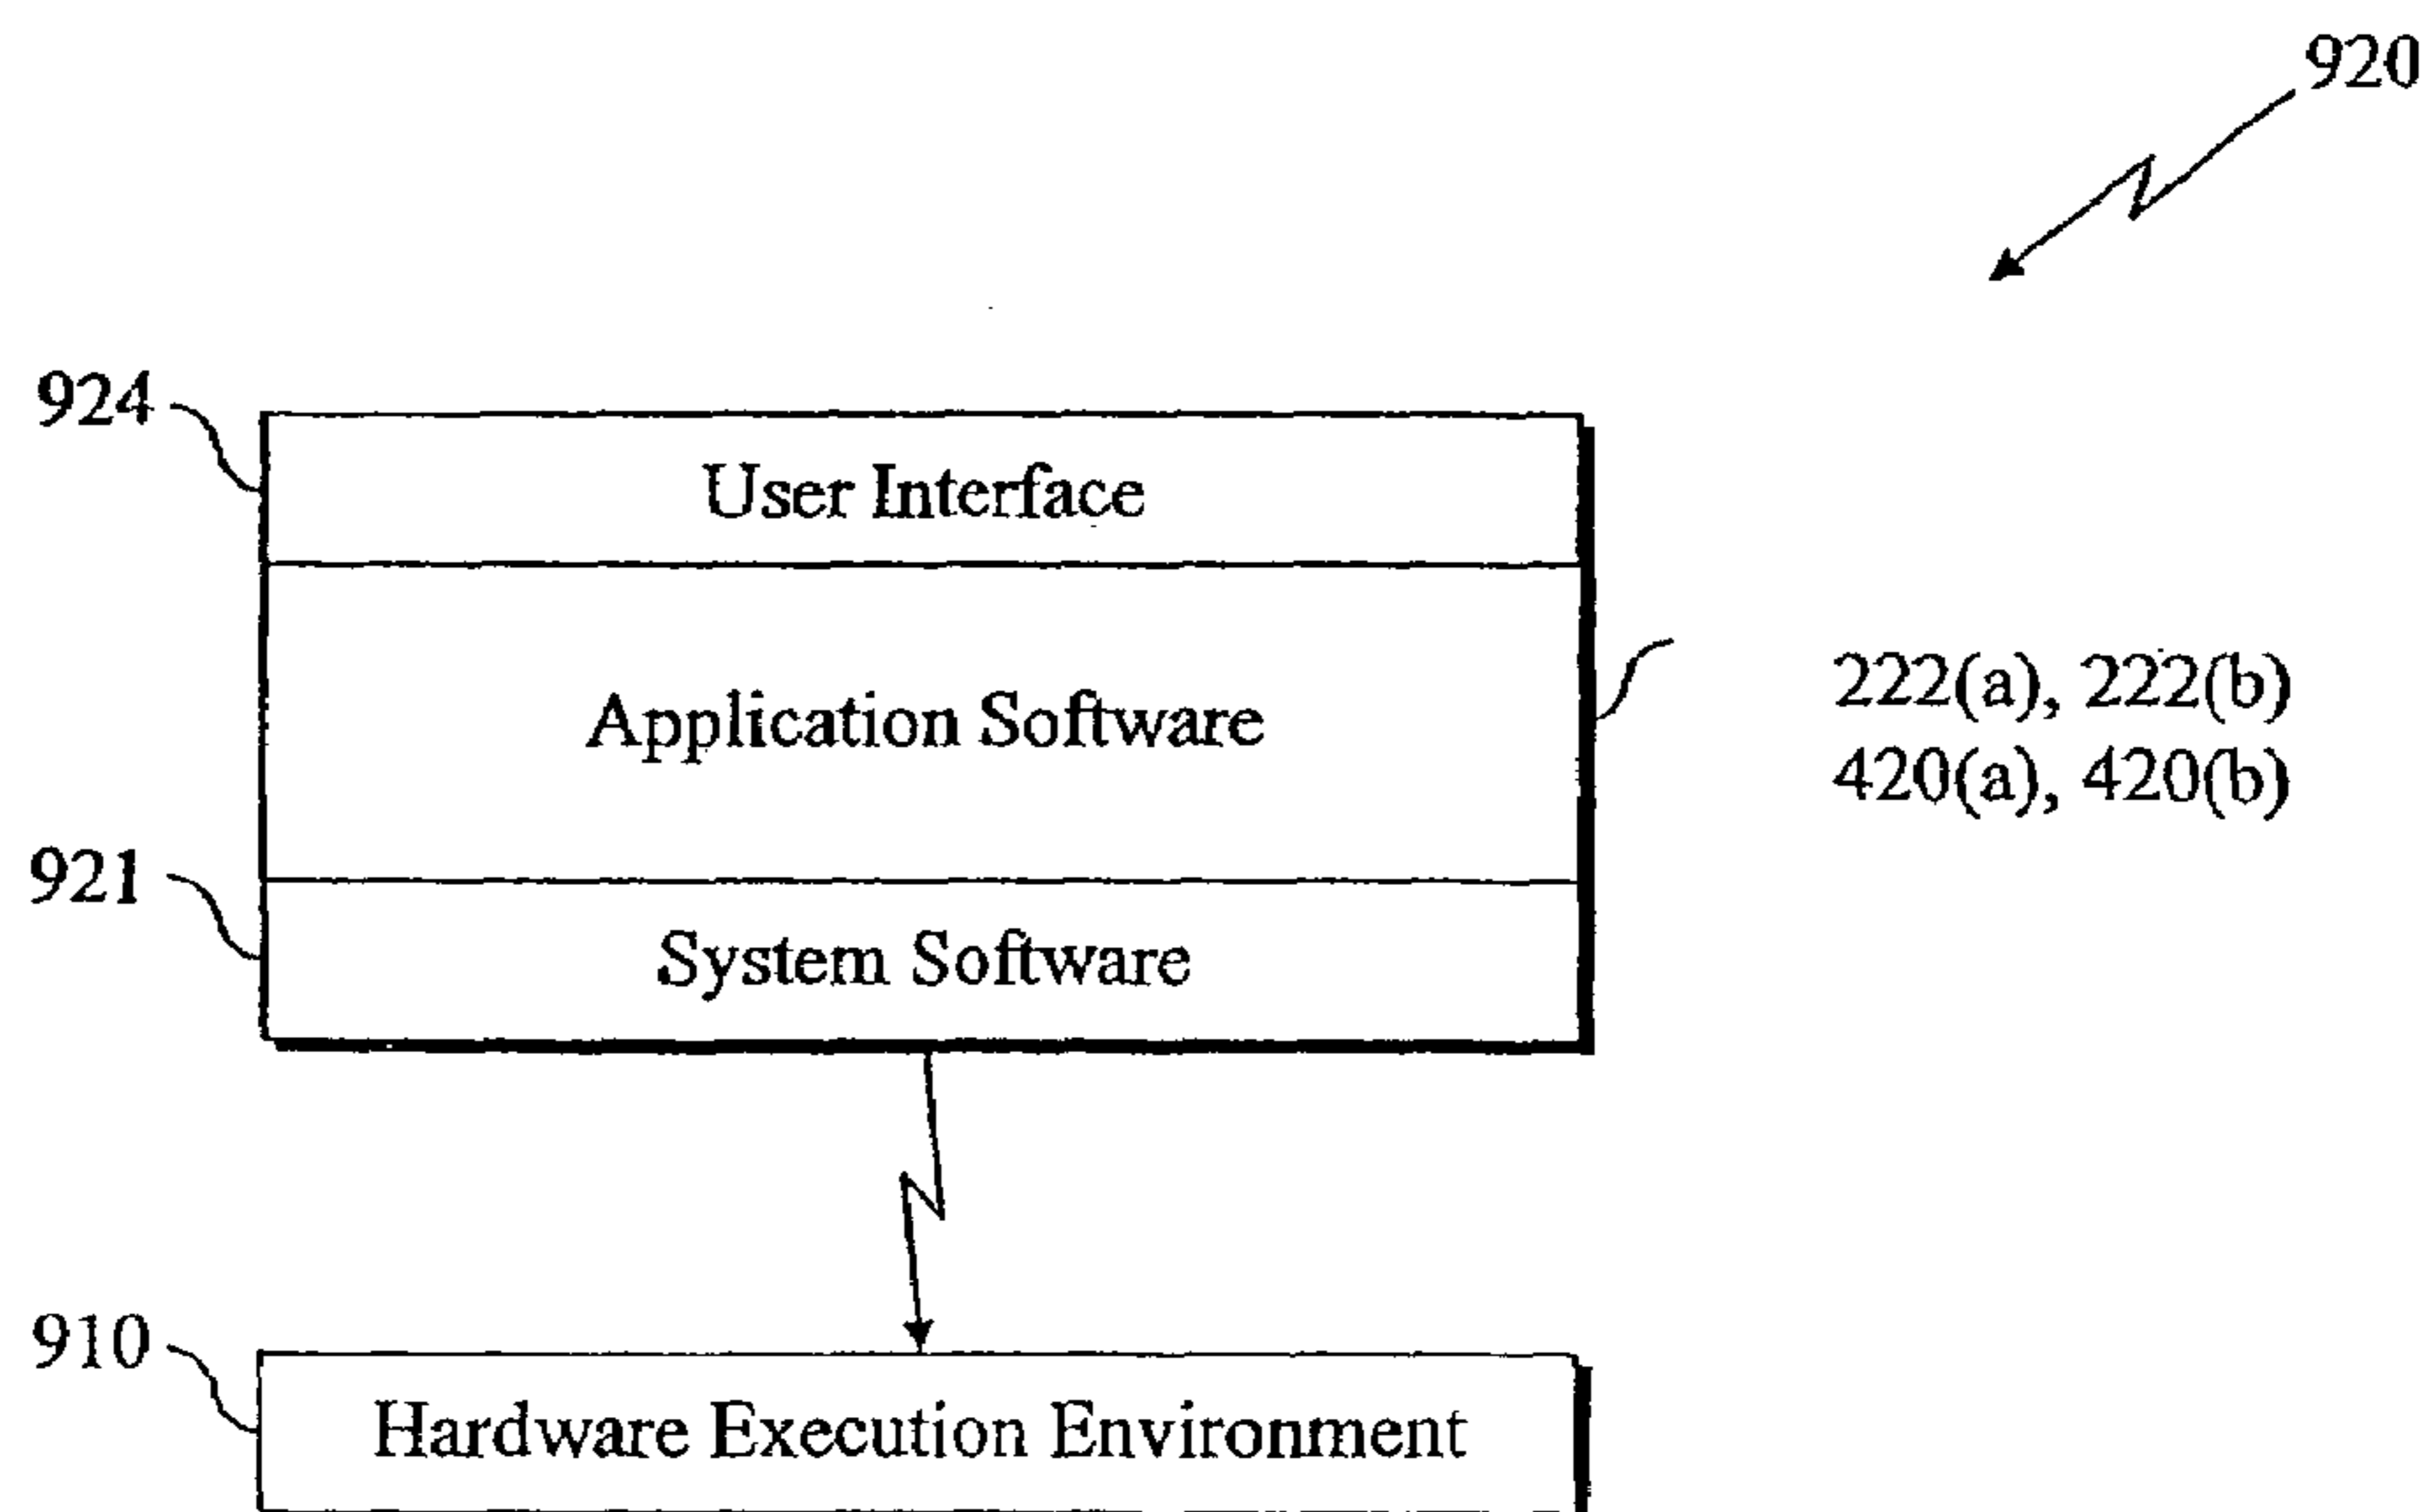 920
924
User Interface
222(a), 222(b)
Application Software
420(a), 420(b)
921
System Software
910
Hardware Execution Environment